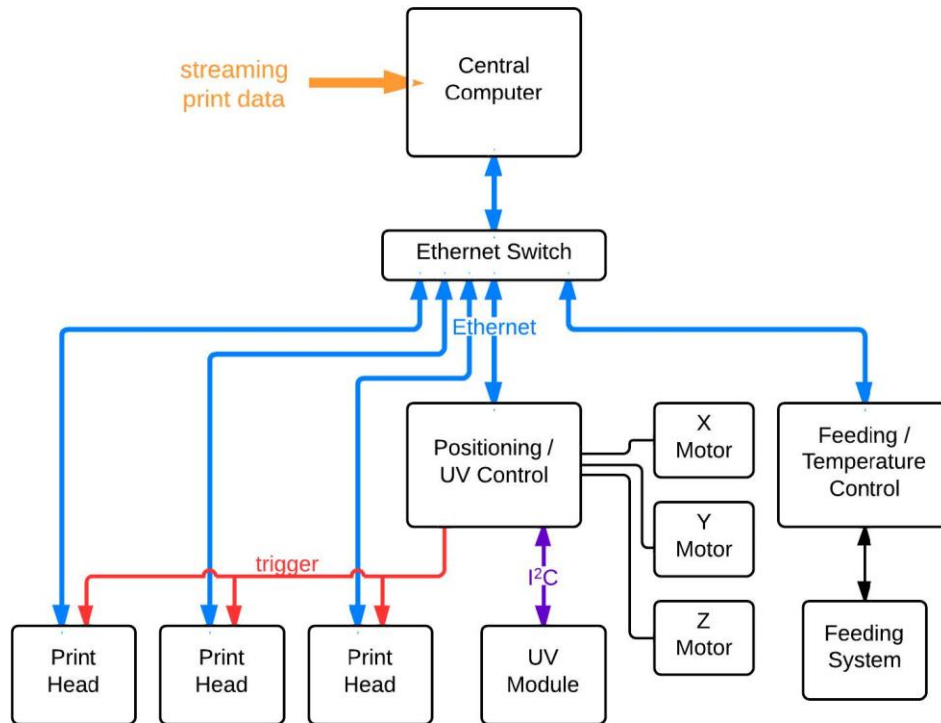 streaming
print data
Central
Computer
Ethernet Switch
Ethernet
Positioning /
UV Control
X
Motor
Y
Motor
Z
Motor
Feeding /
Temperature
Control
trigger
I²C
Print
Head
Print
Head
Print
Head
UV
Module
Feeding
System